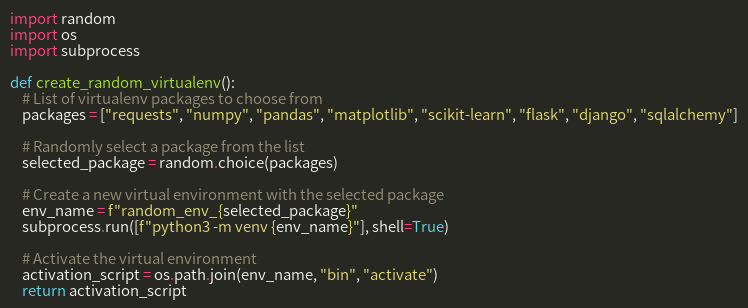 import random
import os
import subprocess

def create_random_virtualenv():
    # List of virtualenv packages to choose from
    packages = ["requests", "numpy", "pandas", "matplotlib", "scikit-learn", "flask", "django", "sqlalchemy"]

    # Randomly select a package from the list
    selected_package = random.choice(packages)

    # Create a new virtual environment with the selected package
    env_name = f"random_env_{selected_package}"
    subprocess.run([f"python3 -m venv {env_name}"], shell=True)

    # Activate the virtual environment
    activation_script = os.path.join(env_name, "bin", "activate")
    return activation_script